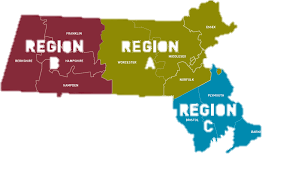 ESSEX
FRANKLIN
REGION
B
REGION
A
BERKSHIRE
HAMPSHIRE
WORCESTER
MIDDLESEX
HAMPDEN
NORFOLK
PLYMOUTH
REGION
C
BRISTOL